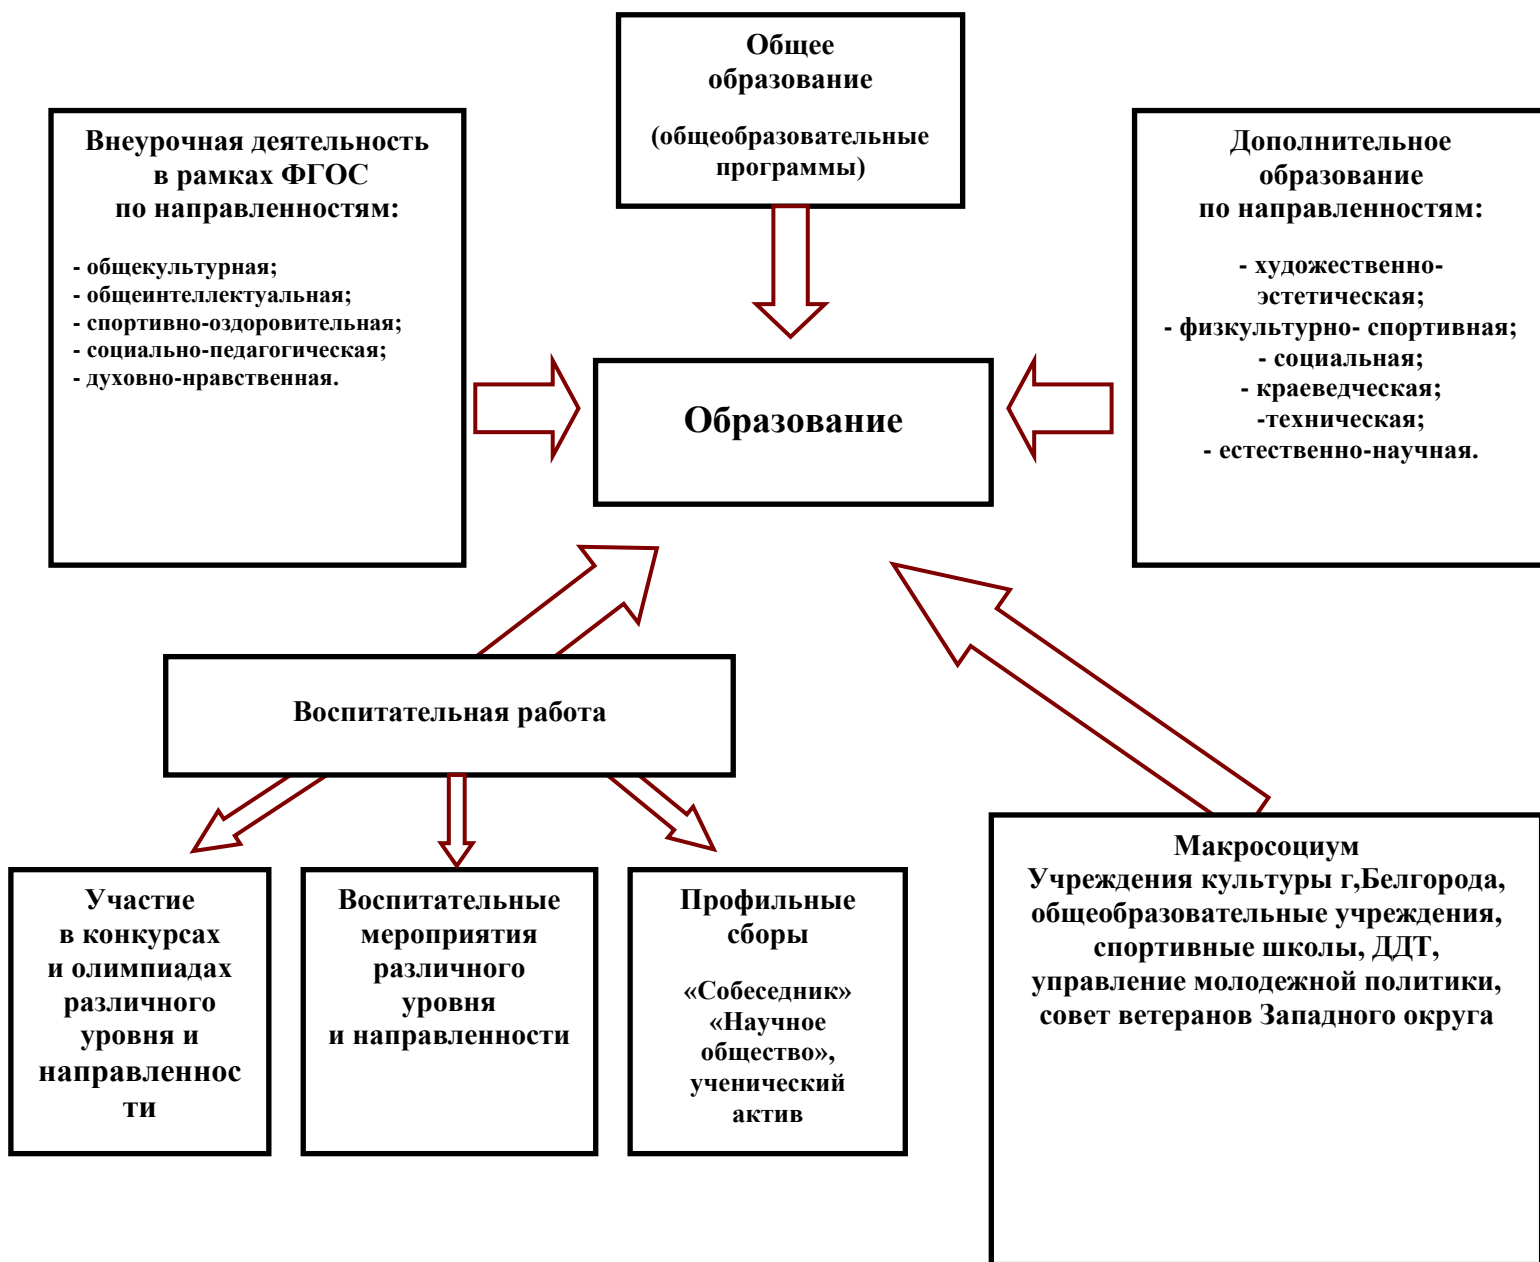 Общее
образование
(общеобразовательные
программы)
Внеурочная деятельность
в рамках ФГОС
по направленностям:
- общекультурная;
- общеинтеллектуальная;
- спортивно-оздоровительная;
- социально-педагогическая;
- духовно-нравственная.
Дополнительное
образование
по направленностям:
- художественно-
эстетическая;
- физкультурно- спортивная;
- социальная;
- краеведческая;
-техническая;
- естественно-научная.
Образование
Воспитательная работа
Участие
в конкурсах
и олимпиадах
различного
уровня и
направленнос
ти
Воспитательные
мероприятия
различного
уровня
и направленности
Профильные
сборы
«Собеседник»
«Научное
общество»,
ученический
актив
Макросоциум
Учреждения культуры г,Белгорода,
общеобразовательные учреждения,
спортивные школы, ДДТ,
управление молодежной политики,
совет ветеранов Западного округа